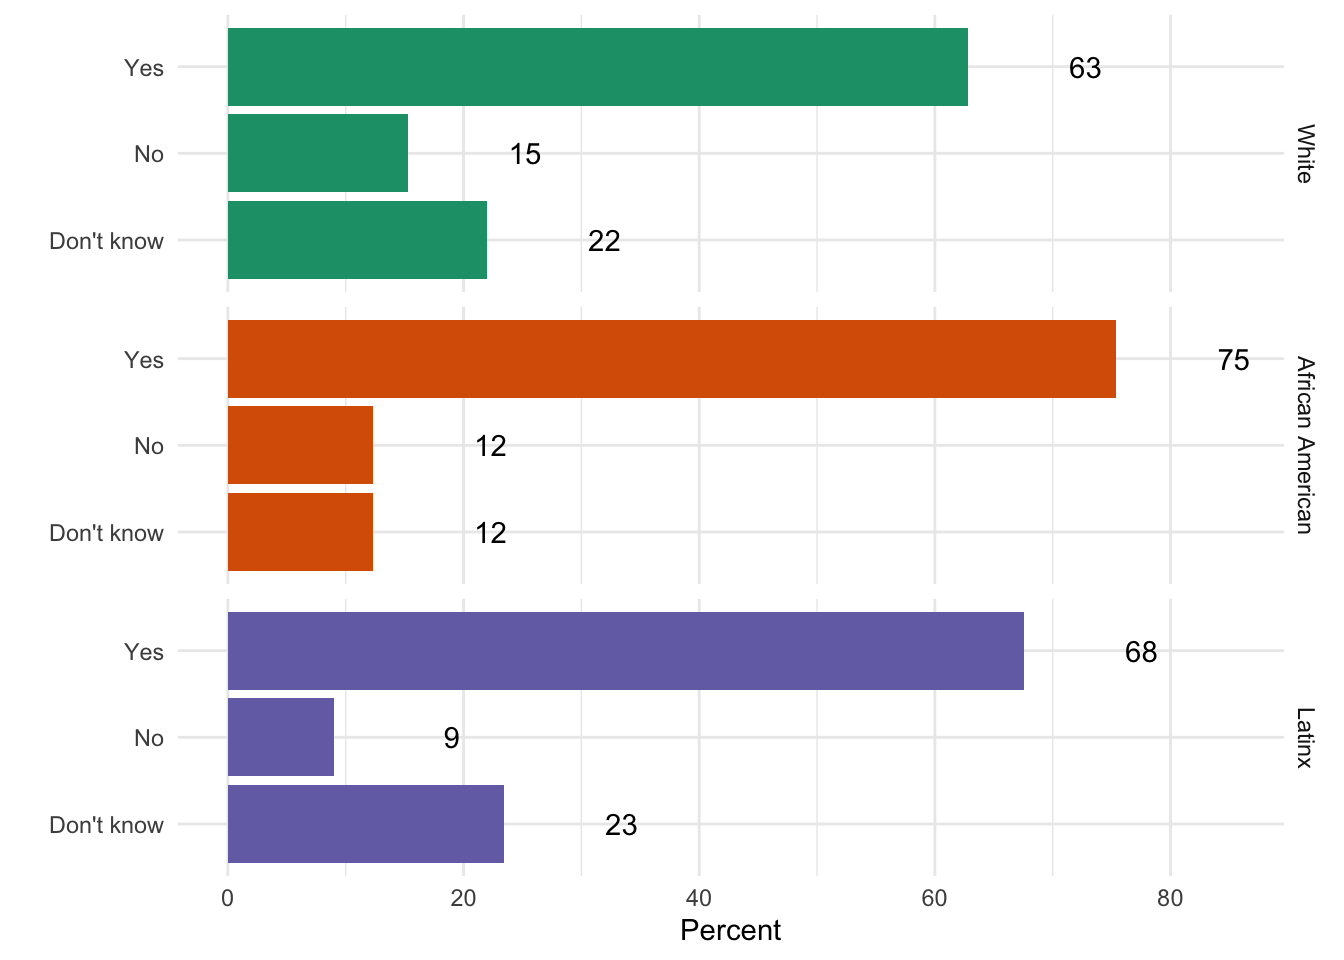 Yes 63
No 15
Don't know 22
White
Yes 75
No 12
Don't know 12
African American
Yes 68
No 9
Don't know 23
Latinx
0 20 40 60 80
Percent